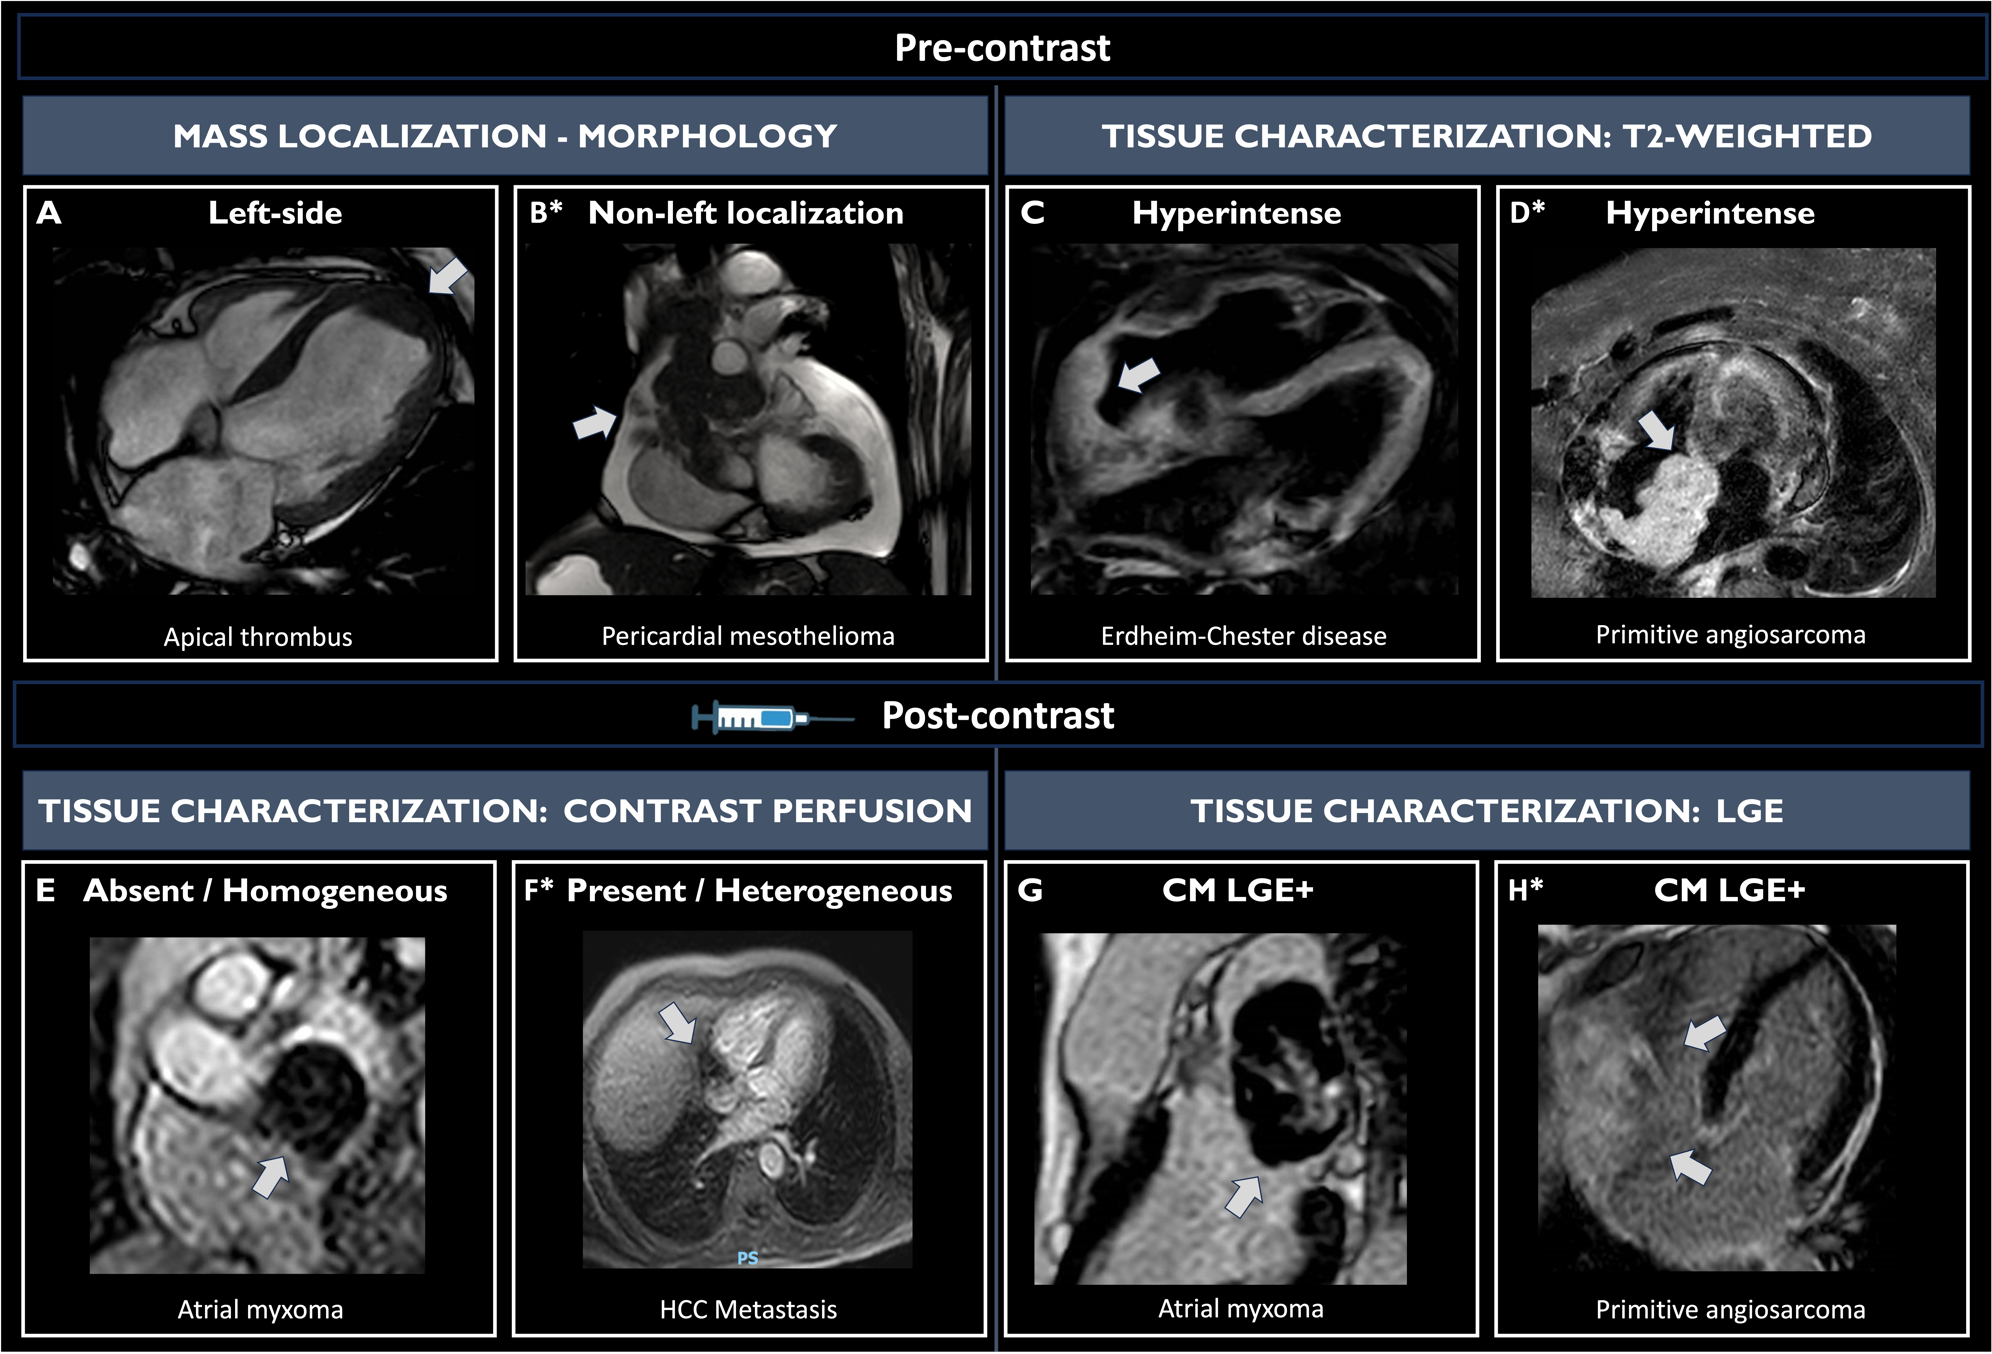 Pre-contrast
MASS LOCALIZATION - MORPHOLOGY
TISSUE CHARACTERIZATION: T2-WEIGHTED
A Left-side
B* Non-left localization
C Hyperintense
D* Hyperintense
Apical thrombus
Pericardial mesothelioma
Erdheim-Chester disease
Primitive angiosarcoma
Post-contrast
TISSUE CHARACTERIZATION: CONTRAST PERFUSION
TISSUE CHARACTERIZATION: LGE
E Absent / Homogeneous
F* Present / Heterogeneous
G CM LGE+
H* CM LGE+
PS
Atrial myxoma
HCC Metastasis
Atrial myxoma
Primitive angiosarcoma